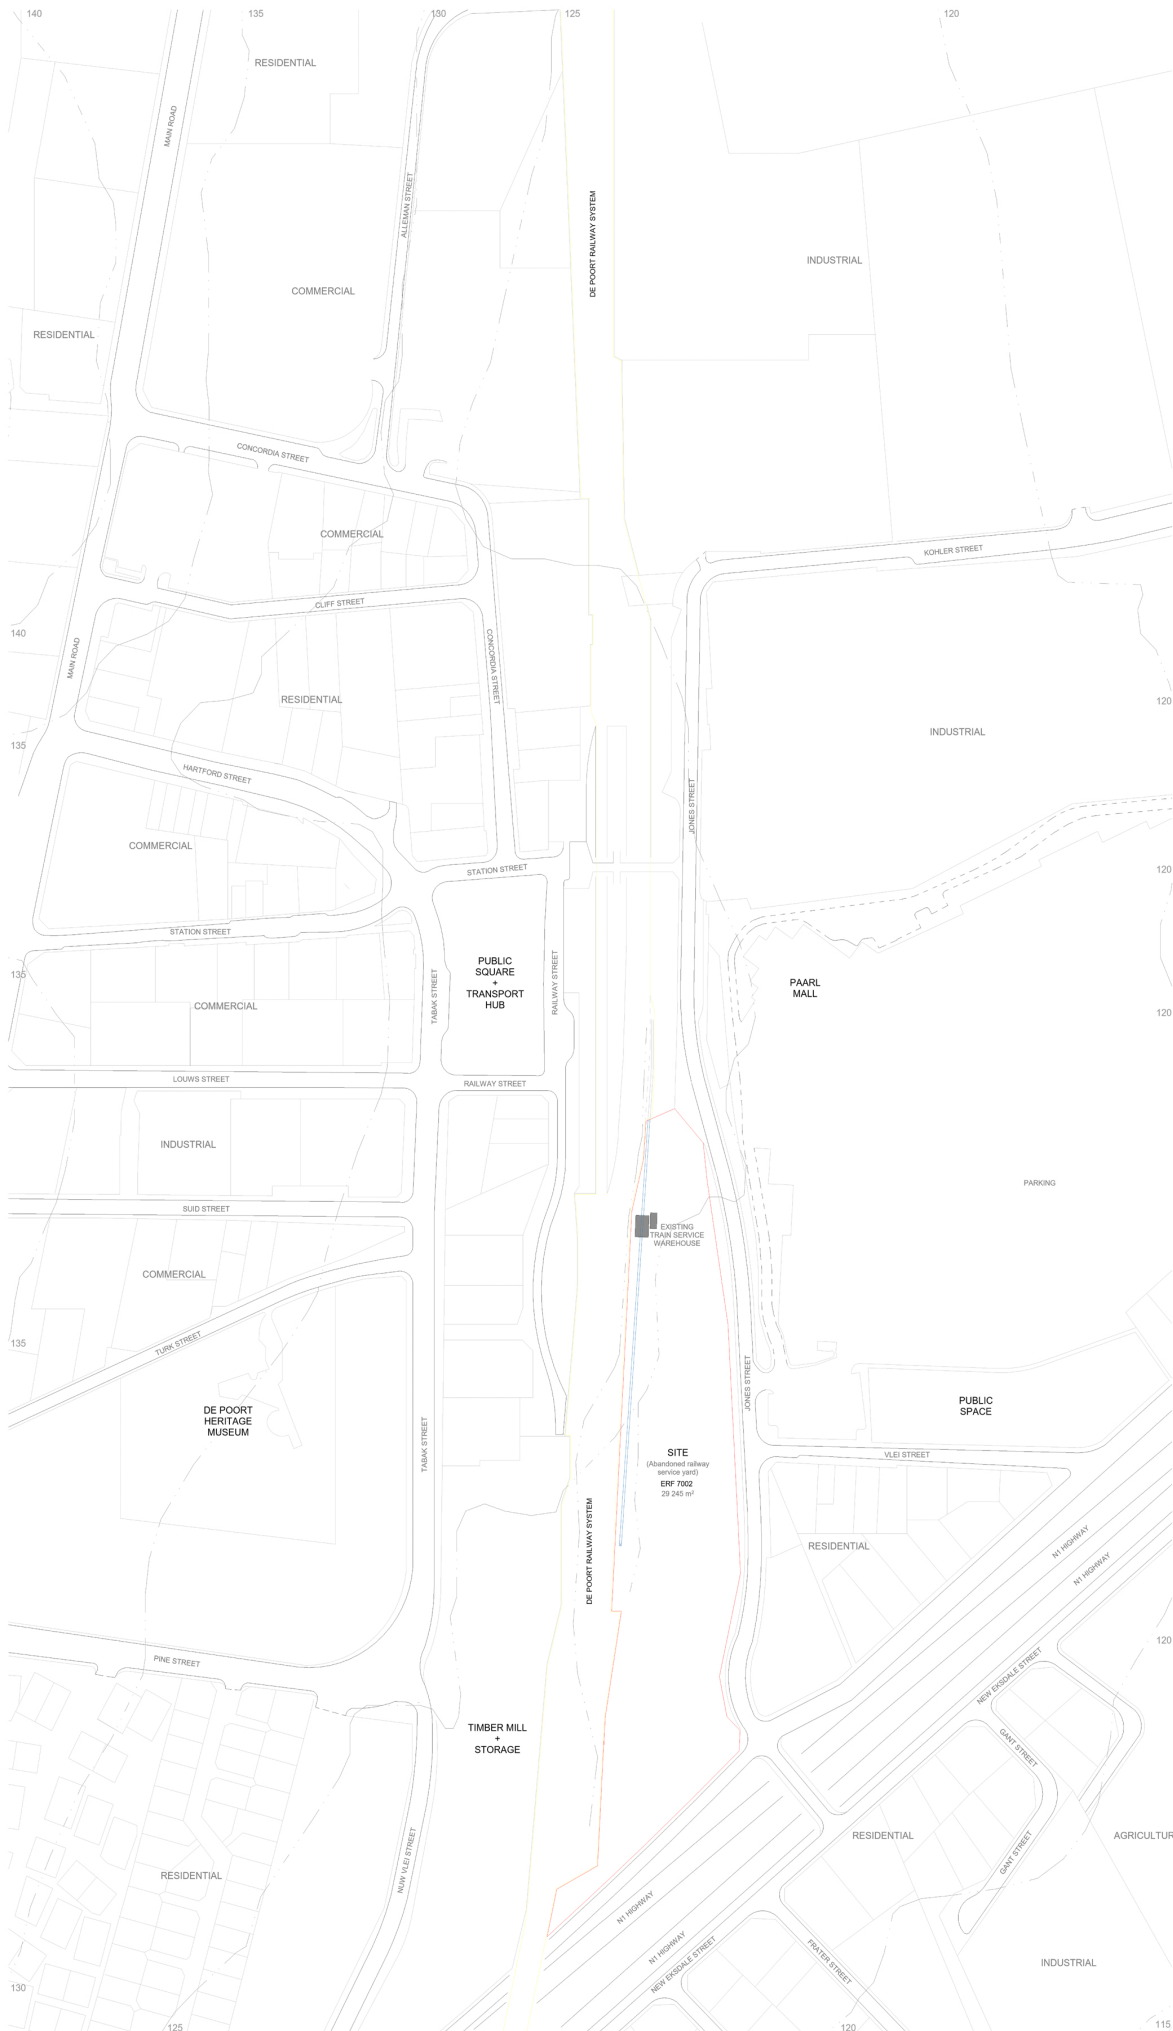 140
135
130
125
120
RESIDENTIAL
MAIN ROAD
ALLEMAN STREET
DE POORT RAILWAY SYSTEM
INDUSTRIAL
COMMERCIAL
RESIDENTIAL
CONCORDIA STREET
COMMERCIAL
KOHLER STREET
CLIFF STREET
140
MAIN ROAD
CONCORDIA STREET
RESIDENTIAL
120
INDUSTRIAL
135
HARTFORD STREET
JONES STREET
COMMERCIAL
STATION STREET
120
STATION STREET
PUBLIC
SQUARE
+
TRANSPORT
HUB
135
TABAK STREET
RAILWAY STREET
PAARL
MALL
COMMERCIAL
120
LOUWS STREET
RAILWAY STREET
INDUSTRIAL
PARKING
SUID STREET
EXISTING
TRAIN SERVICE
WAREHOUSE
COMMERCIAL
135
TURK STREET
JONES STREET
DE POORT
HERITAGE
MUSEUM
PUBLIC
SPACE
TABAK STREET
SITE
(Abandoned railway
service yard)
ERF 7002
29 245 m²
VLEI STREET
DE POORT RAILWAY SYSTEM
RESIDENTIAL
N1 HIGHWAY
N1 HIGHWAY
120
PINE STREET
NEW EKSDALE STREET
TIMBER MILL
+
STORAGE
GANT STREET
RESIDENTIAL
AGRICULTUR
GANT STREET
RESIDENTIAL
NUW VLEI STREET
N1 HIGHWAY
N1 HIGHWAY
NEW EKSDALE STREET
FRATER STREET
INDUSTRIAL
130
125
120
115